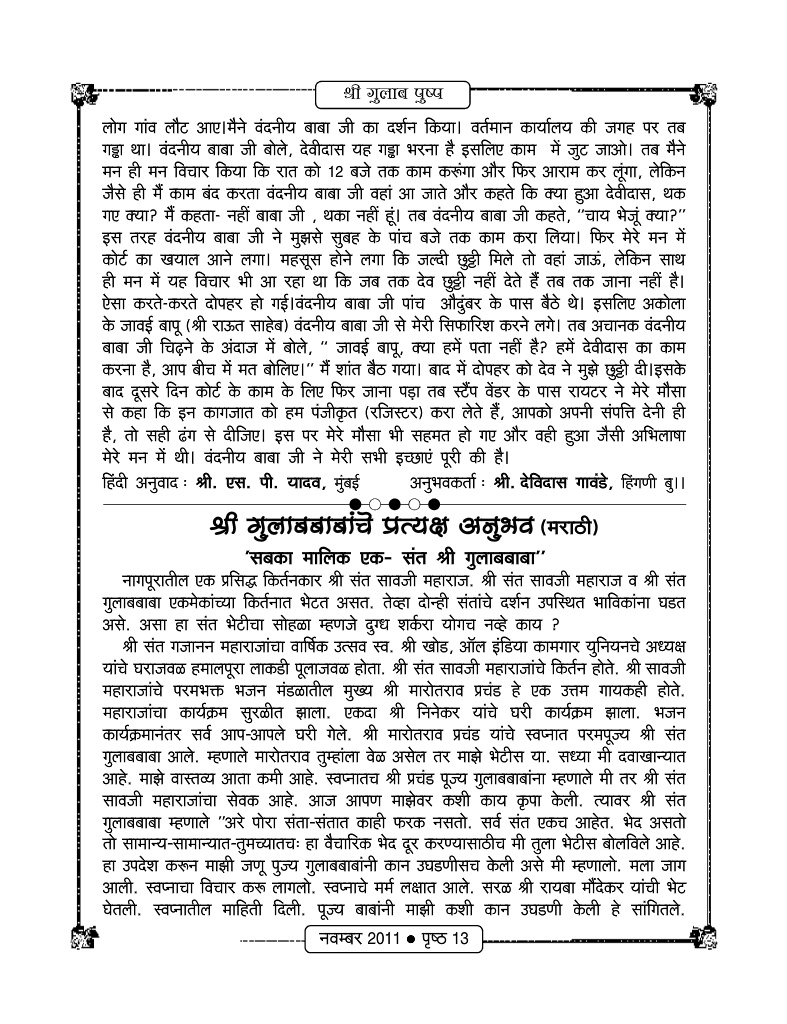 श्री गुलाब पुष्प
लोग गांव लौट आए।मैने वंदनीय बाबा जी का दर्शन किया। वर्तमान कार्यालय की जगह पर तब
गड्ढा था। वंदनीय बाबा जी बोले, देवीदास यह गड्ढा भरना है इसलिए काम में जुट जाओ। तब मैने
मन ही मन विचार किया कि रात को 12 बजे तक काम करूंगा और फिर आराम कर लूंगा, लेकिन
जैसे ही मैं काम बंद करता वंदनीय बाबा जी वहां आ जाते और कहते कि क्या हुआ देवीदास, थक
गए क्या? मैं कहता- नहीं बाबा जी , थका नहीं हूं। तब वंदनीय बाबा जी कहते, ‘‘चाय भेजूं क्या?’’
इस तरह वंदनीय बाबा जी ने मुझसे सुबह के पांच बजे तक काम करा लिया। फिर मेरे मन में
कोर्ट का खयाल आने लगा। महसूस होने लगा कि जल्दी छुट्टी मिले तो वहां जाऊं, लेकिन साथ
ही मन में यह विचार भी आ रहा था कि जब तक देव छुट्टी नहीं देते हैं तब तक जाना नहीं है।
ऐसा करते-करते दोपहर हो गई।वंदनीय बाबा जी पांच औदुंबर के पास बैठे थे। इसलिए अकोला
के जावई बापू (श्री राऊत साहेब) वंदनीय बाबा जी से मेरी सिफारिश करने लगे। तब अचानक वंदनीय
बाबा जी चिढ़ने के अंदाज में बोले, ‘‘ जावई बापू, क्या हमें पता नहीं है? हमें देवीदास का काम
करना है, आप बीच में मत बोलिए।’’ मैं शांत बैठ गया। बाद में दोपहर को देव ने मुझे छुट्टी दी।इसके
बाद दूसरे दिन कोर्ट के काम के लिए फिर जाना पड़ा तब स्टैंप वेंडर के पास रायटर ने मेरे मौसा
से कहा कि इन कागजात को हम पंजीकृत (रजिस्टर) करा लेते हैं, आपको अपनी संपत्ति देनी ही
है, तो सही ढंग से दीजिए। इस पर मेरे मौसा भी सहमत हो गए और वही हुआ जैसी अभिलाषा
मेरे मन में थी। वंदनीय बाबा जी ने मेरी सभी इच्छाएं पूरी की है।
हिंदी अनुवाद : श्री. एस. पी. यादव, मुंबई अनुभवकर्ता : श्री. देविदास गावंडे, हिंगणी बु।।
श्री गुलाबबाबांचे प्रत्यक्ष अनुभव (मराठी)
‘सबका मालिक एक- संत श्री गुलाबबाबा’’
नागपूरातील एक प्रसिद्ध किर्तनकार श्री संत सावजी महाराज. श्री संत सावजी महाराज व श्री संत
गुलाबबाबा एकमेकांच्या किर्तनात भेटत असत. तेव्हा दोन्ही संतांचे दर्शन उपस्थित भाविकांना घडत
असे. असा हा संत भेटीचा सोहळा म्हणजे दुग्ध शर्करा योगच नव्हे काय ?
श्री संत गजानन महाराजांचा वार्षिक उत्सव स्व. श्री खोड, ऑल इंडिया कामगार युनियनचे अध्यक्ष
यांचे घराजवळ हमालपूरा लाकडी पूलाजवळ होता. श्री संत सावजी महाराजांचे किर्तन होते. श्री सावजी
महाराजांचे परमभक्त भजन मंडळातील मुख्य श्री मारोतराव प्रचंड हे एक उत्तम गायकही होते.
महाराजांचा कार्यक्रम सुरळीत झाला. एकदा श्री निनेकर यांचे घरी कार्यक्रम झाला. भजन
कार्यक्रमानंतर सर्व आप-आपले घरी गेले. श्री मारोतराव प्रचंड यांचे स्वप्नात परमपूज्य श्री संत
गुलाबबाबा आले. म्हणाले मारोतराव तुम्हांला वेळ असेल तर माझे भेटीस या. सध्या मी दवाखान्यात
आहे. माझे वास्तव्य आता कमी आहे. स्वप्नातच श्री प्रचंड पूज्य गुलाबबाबांना म्हणाले मी तर श्री संत
सावजी महाराजांचा सेवक आहे. आज आपण माझेवर कशी काय कृपा केली. त्यावर श्री संत
गुलाबबाबा म्हणाले ‘‘अरे पोरा संता-संतात काही फरक नसतो. सर्व संत एकच आहेत. भेद असतो
तो सामान्य-सामान्यात-तुमच्यातचः हा वैचारिक भेद दूर करण्यासाठीच मी तुला भेटीस बोलविले आहे.
हा उपदेश करून माझी जणू पुज्य गुलाबबाबांनी कान उघडणीसच केली असे मी म्हणालो. मला जाग
आली. स्वप्नाचा विचार करू लागलो. स्वप्नाचे मर्म लक्षात आले. सरळ श्री रायबा मौंदेकर यांची भेट
घेतली. स्वप्नातील माहिती दिली. पूज्य बाबांनी माझी कशी कान उघडणी केली हे सांगितले.
नवम्बर 2011 ● पृष्ठ 13